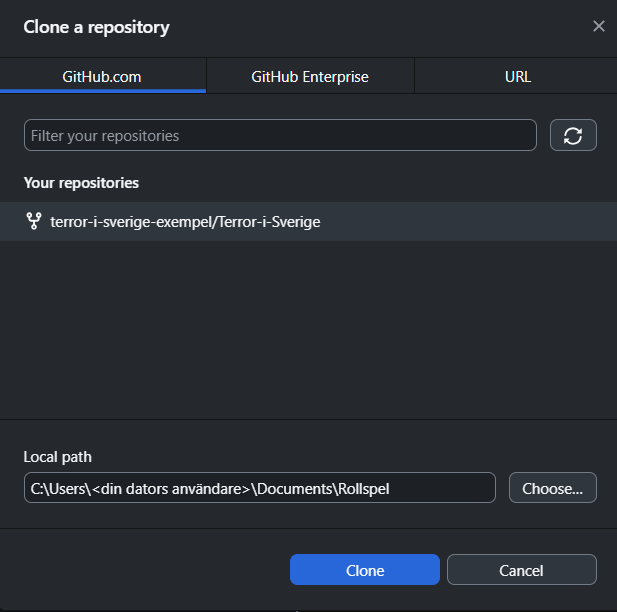 Clone a repository
GitHub.com
GitHub Enterprise
URL
Filter your repositories
Your repositories
terror-i-sverige-exempel/Terror-i-Sverige
Local path
C:\Users\<din dators användare>\Documents\Rollspel
Choose...
Clone
Cancel